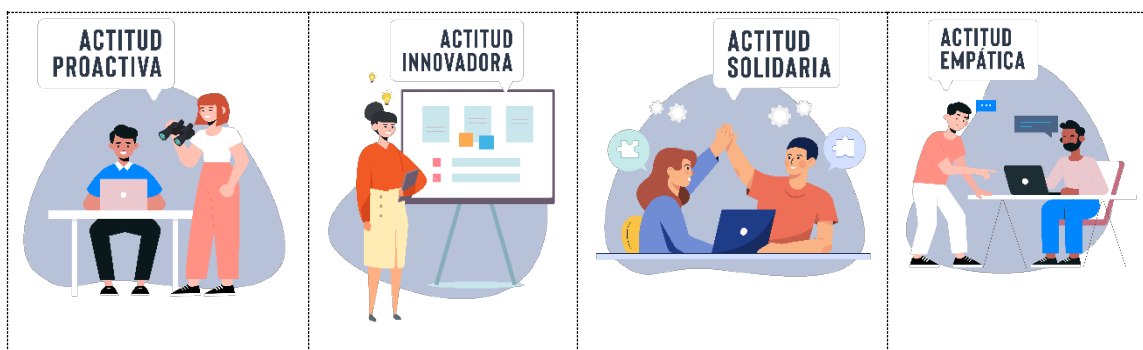 ACTITUD
PROACTIVA
ACTITUD
INNOVADORA
ACTITUD
SOLIDARIA
ACTITUD
EMPÁTICA